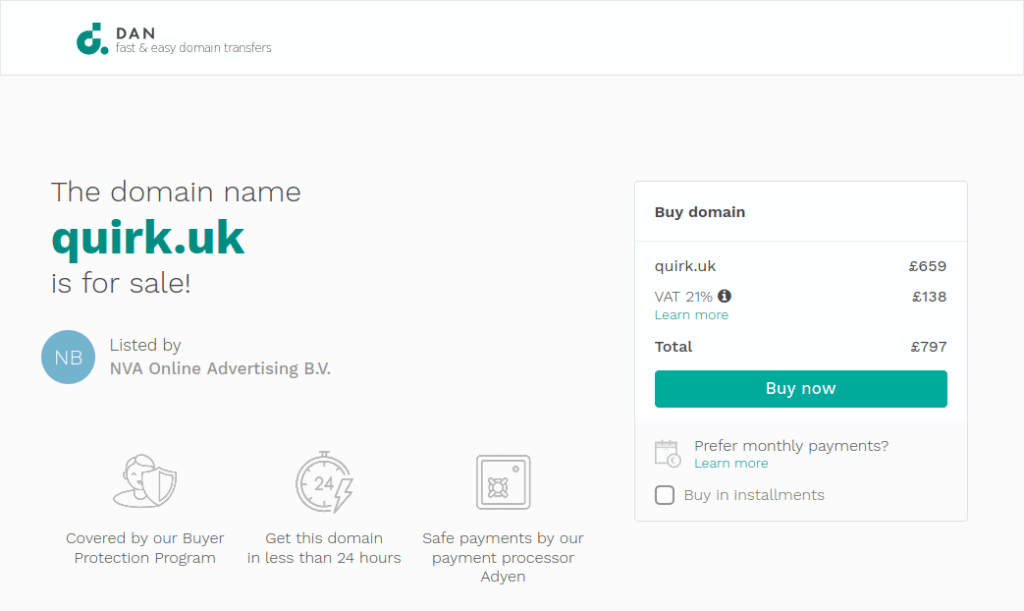 DAN
fast & easy domain transfers
The domain name
quirk.uk
is for sale!
NB
Listed by
NVA Online Advertising B.V.
24
Covered by our Buyer
Protection Program
Get this domain
in less than 24 hours
Safe payments by our
payment processor
Adyen
Buy domain
quirk.uk £659
VAT 21% £138
Learn more
Total £797
Buy now
Prefer monthly payments?
Learn more
Buy in installments